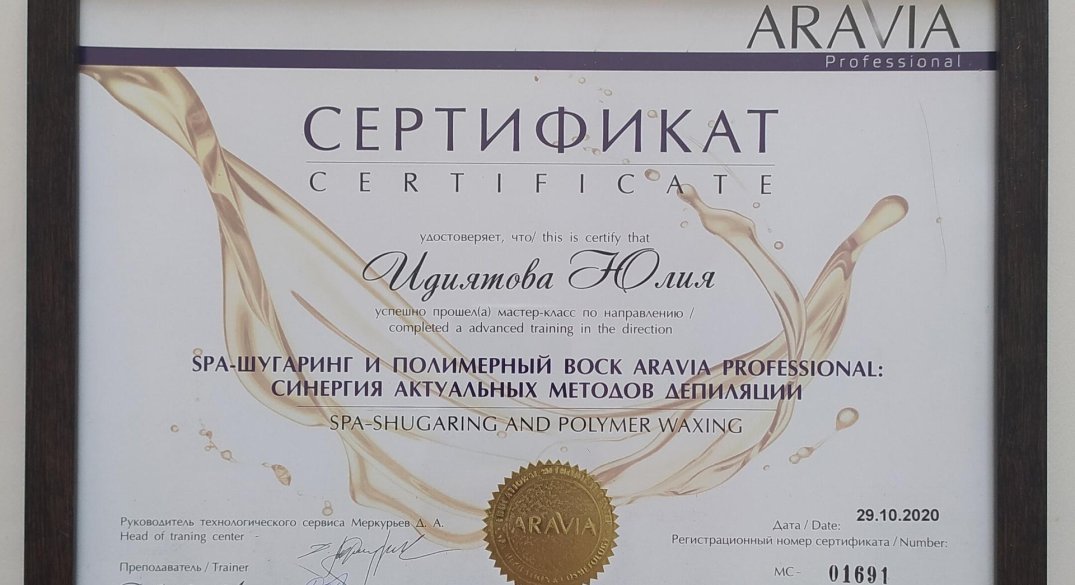 ARAVIA
Professional
СЕРТИФИКАТ
CERTIFICATE
удостоверяет, что/ this is certify that
Идиятова Юлия
успешно прошел(а) мастер-класс по направлению /
completed a advanced training in the direction
SPA-ШУГАРИНГ И ПОЛИМЕРНЫЙ ВОСК ARAVIA PROFESSIONAL:
СИНЕРГИЯ АКТУАЛЬНЫХ МЕТОДОВ ДЕПИЛЯЦИИ
SPA-SHUGARING AND POLYMER WAXING
Руководитель технологического сервиса Меркурьев Д. А.
Head of traning center -
Преподаватель / Trainer
ARAVIA
Дата / Date: 29.10.2020
Регистрационный номер сертификата / Number:
МС- 01691